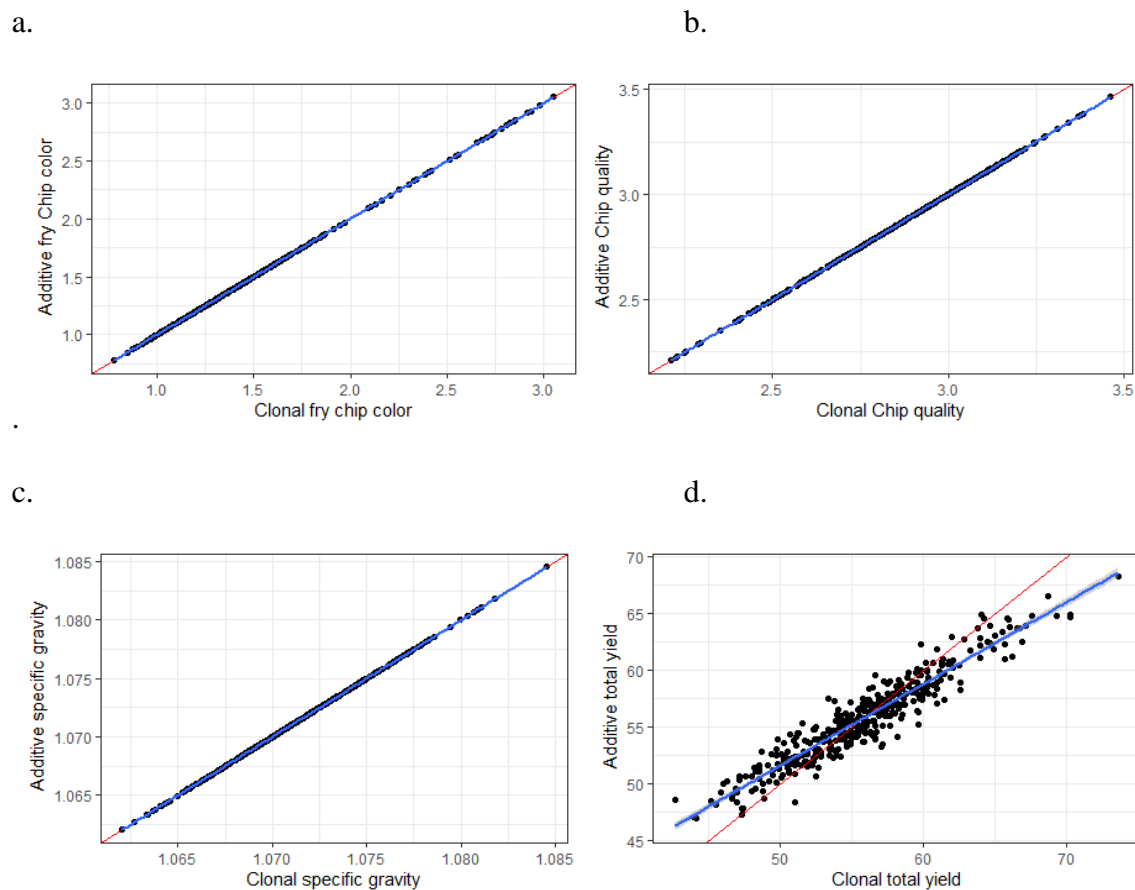 a.
b.
Additive fry Chip color
3.0
2.5
2.0
1.5
1.0
1.0 1.5 2.0 2.5 3.0
Clonal fry chip color
Additive Chip quality
3.5
3.0
2.5
2.5 3.0 3.5
Clonal Chip quality
.
c.
d.
Additive specific gravity
1.085
1.080
1.075
1.070
1.065
1.065 1.070 1.075 1.080 1.085
Clonal specific gravity
Additive total yield
70
65
60
55
50
45
50 60 70
Clonal total yield